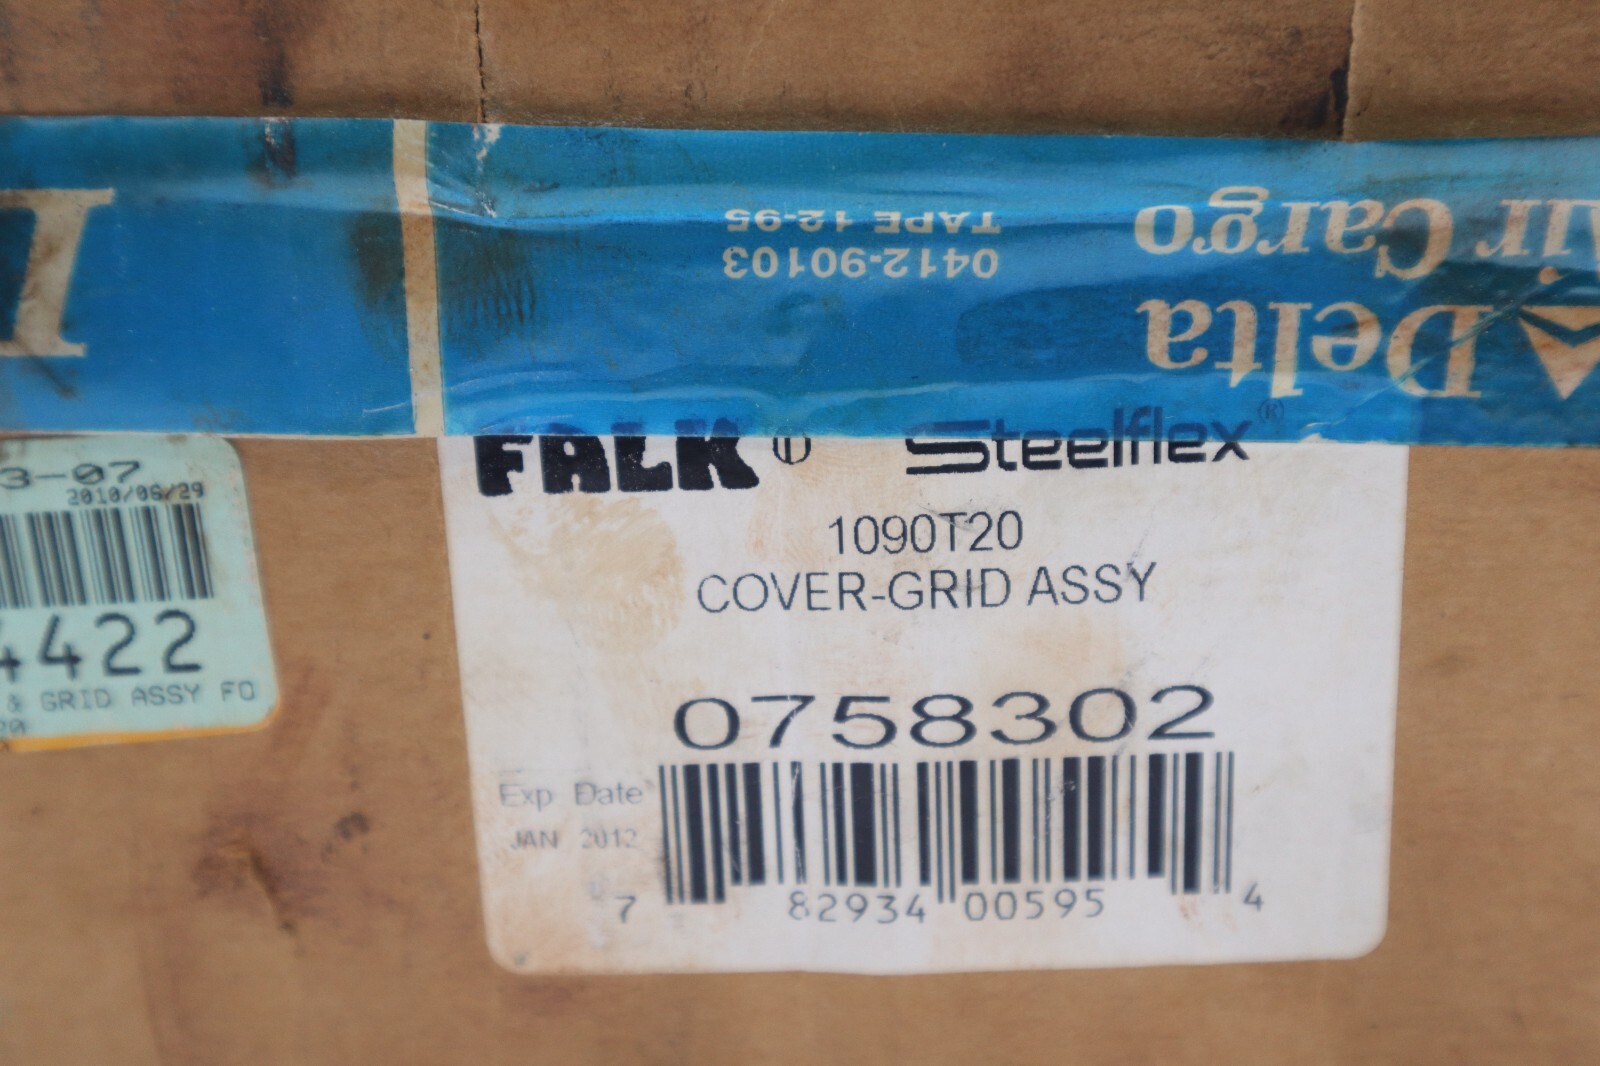 Delta
Air Cargo
0412-90103
TAPE 12-95
FALK Steelflex®
1090T20
COVER-GRID ASSY
0758302
Exp Date
JAN 2012
7 82934 00595 4
3-07
2010/06/29
4422
& GRID ASSY FO